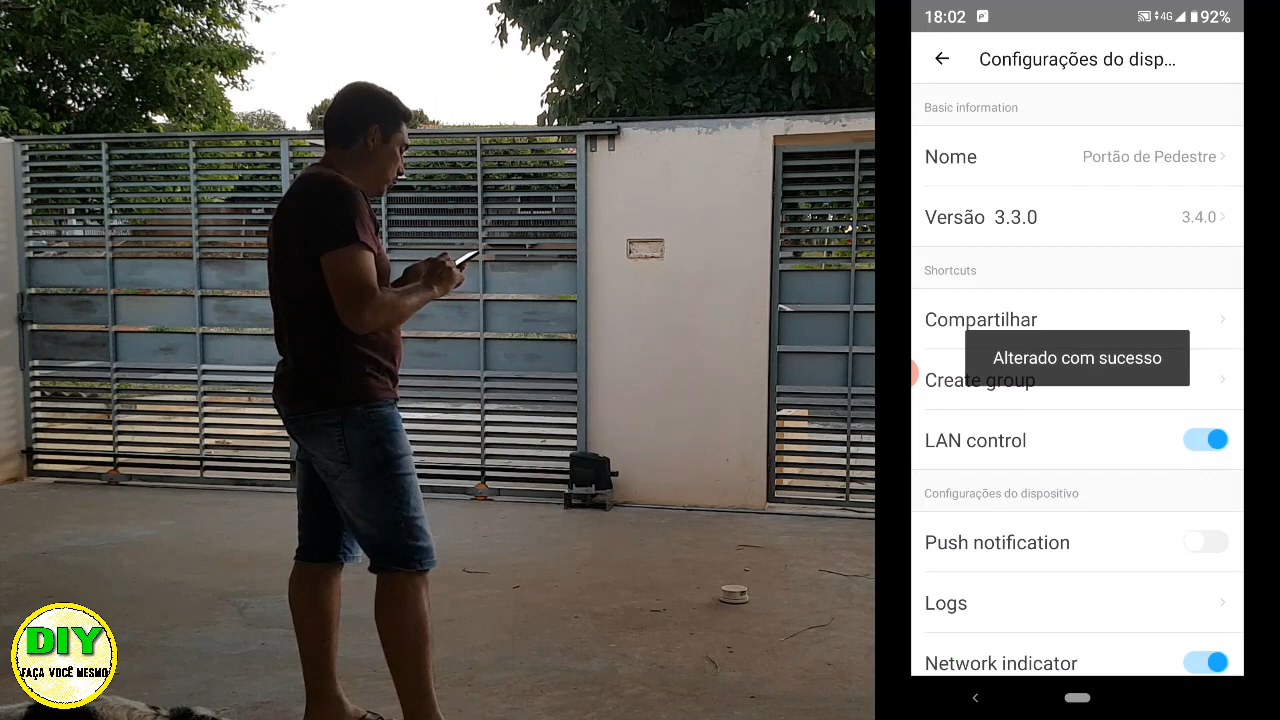 18:02
4G
92%
Configurações do disp...
Basic information
Nome
Portão de Pedestre
Versão 3.3.0
3.4.0
Shortcuts
Compartilhar
Alterado com sucesso
Create group
LAN control
Configurações do dispositivo
Push notification
Logs
Network indicator
DIY
FAÇA VOCÊ MESMO